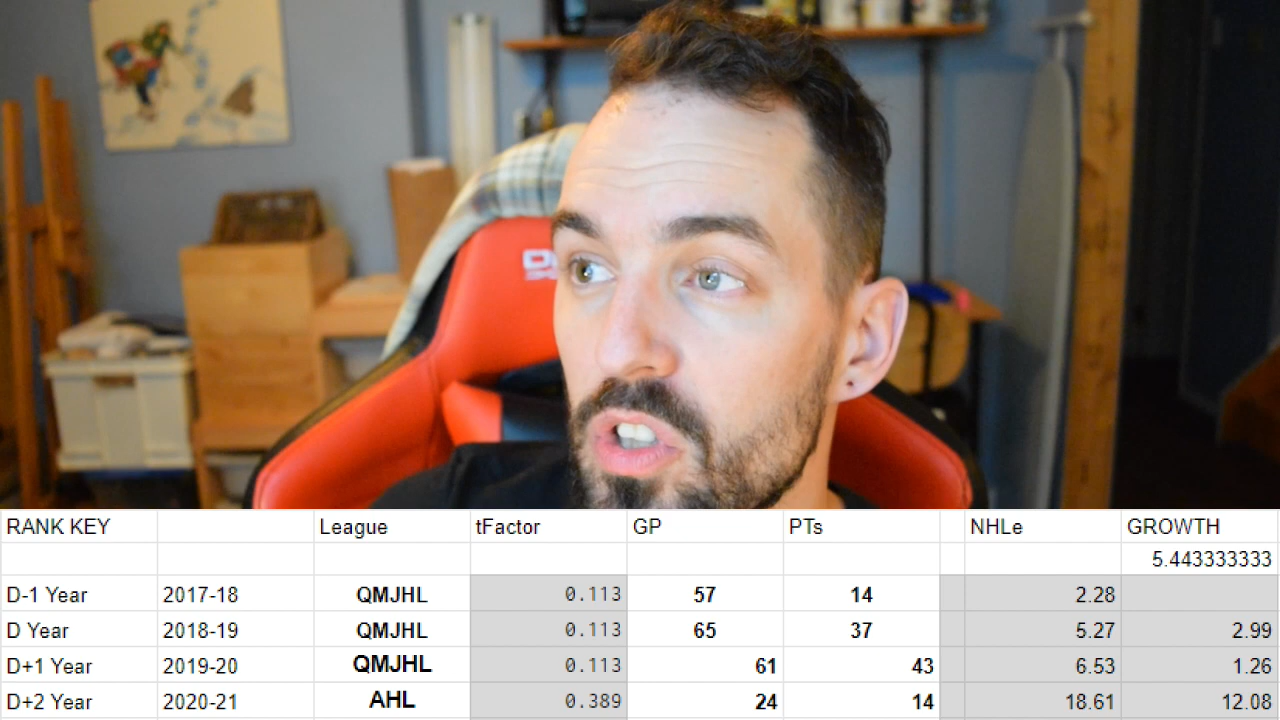 RANK KEY League tFactor GP PTs NHLe GROWTH
5.443333333
D-1 Year 2017-18 QMJHL 0.113 57 14 2.28
D Year 2018-19 QMJHL 0.113 65 37 5.27 2.99
D+1 Year 2019-20 QMJHL 0.113 61 43 6.53 1.26
D+2 Year 2020-21 AHL 0.389 24 14 18.61 12.08